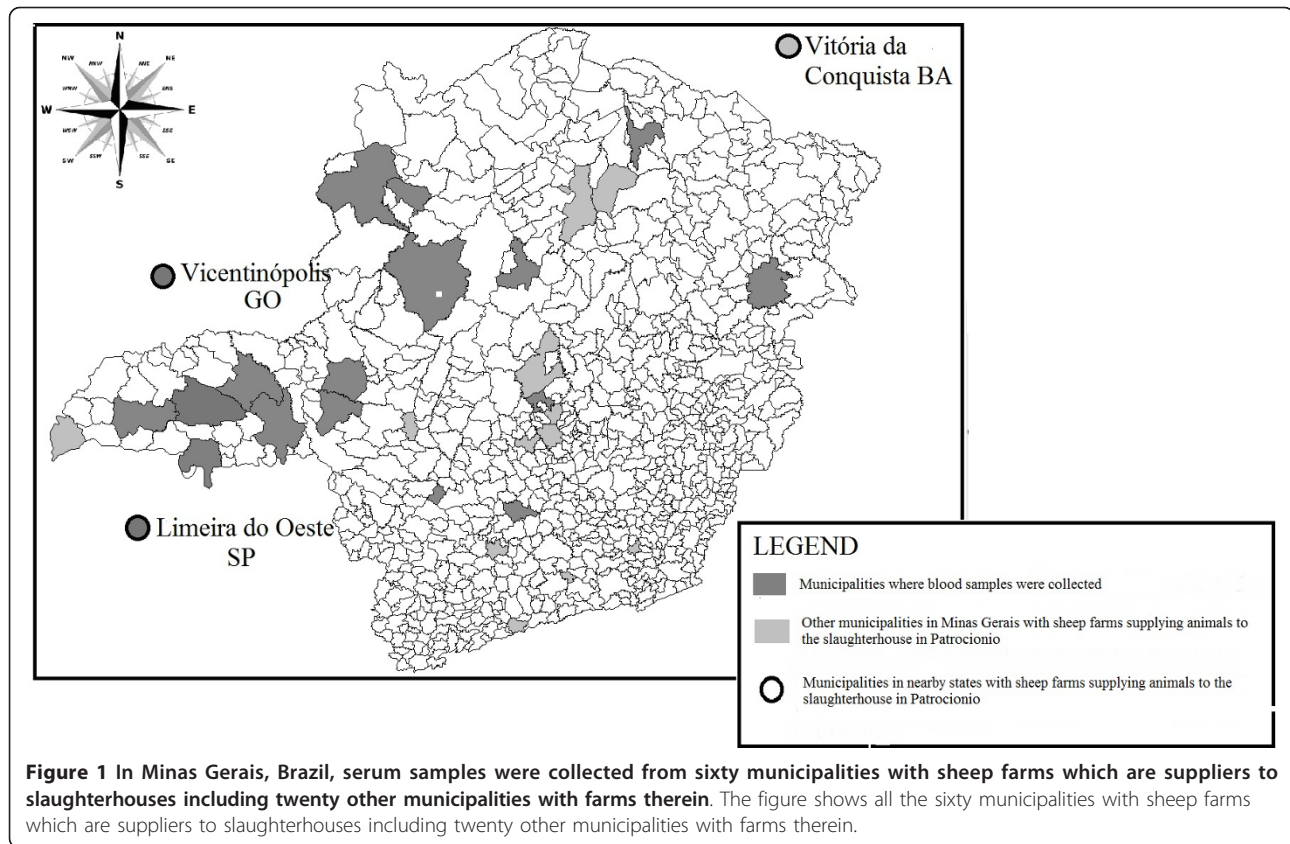 N
NW
NNW
NNE
NE
W
E
SW
SSW
SSE
SE
S
Vitória da
Conquista BA
Vicentinópolis
GO
Limeira do Oeste
SP
LEGEND
Municipalities where blood samples were collected
Other municipalities in Minas Gerais with sheep farms supplying animals to
the slaughterhouse in Patrocionio
Municipalities in nearby states with sheep farms supplying animals to the
slaughterhouse in Patrocionio
Figure 1 In Minas Gerais, Brazil, serum samples were collected from sixty municipalities with sheep farms which are suppliers to
slaughterhouses including twenty other municipalities with farms therein. The figure shows all the sixty municipalities with sheep farms
which are suppliers to slaughterhouses including twenty other municipalities with farms therein.